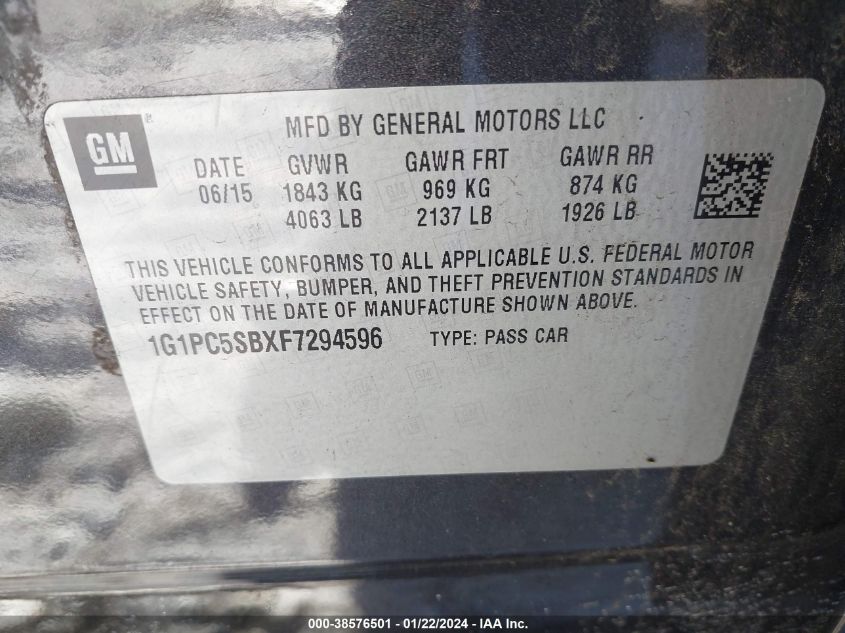 GM
MFD BY GENERAL MOTORS LLC
DATE GVWR GAWR FRT GAWR RR
06/15 1843 KG 969 KG 874 KG
4063 LB 2137 LB 1926 LB
THIS VEHICLE CONFORMS TO ALL APPLICABLE U.S. FEDERAL MOTOR
VEHICLE SAFETY, BUMPER, AND THEFT PREVENTION STANDARDS IN
EFFECT ON THE DATE OF MANUFACTURE SHOWN ABOVE.
1G1PC5SBXF7294596 TYPE: PASS CAR
000-38576501 - 01/22/2024 - IAA Inc.